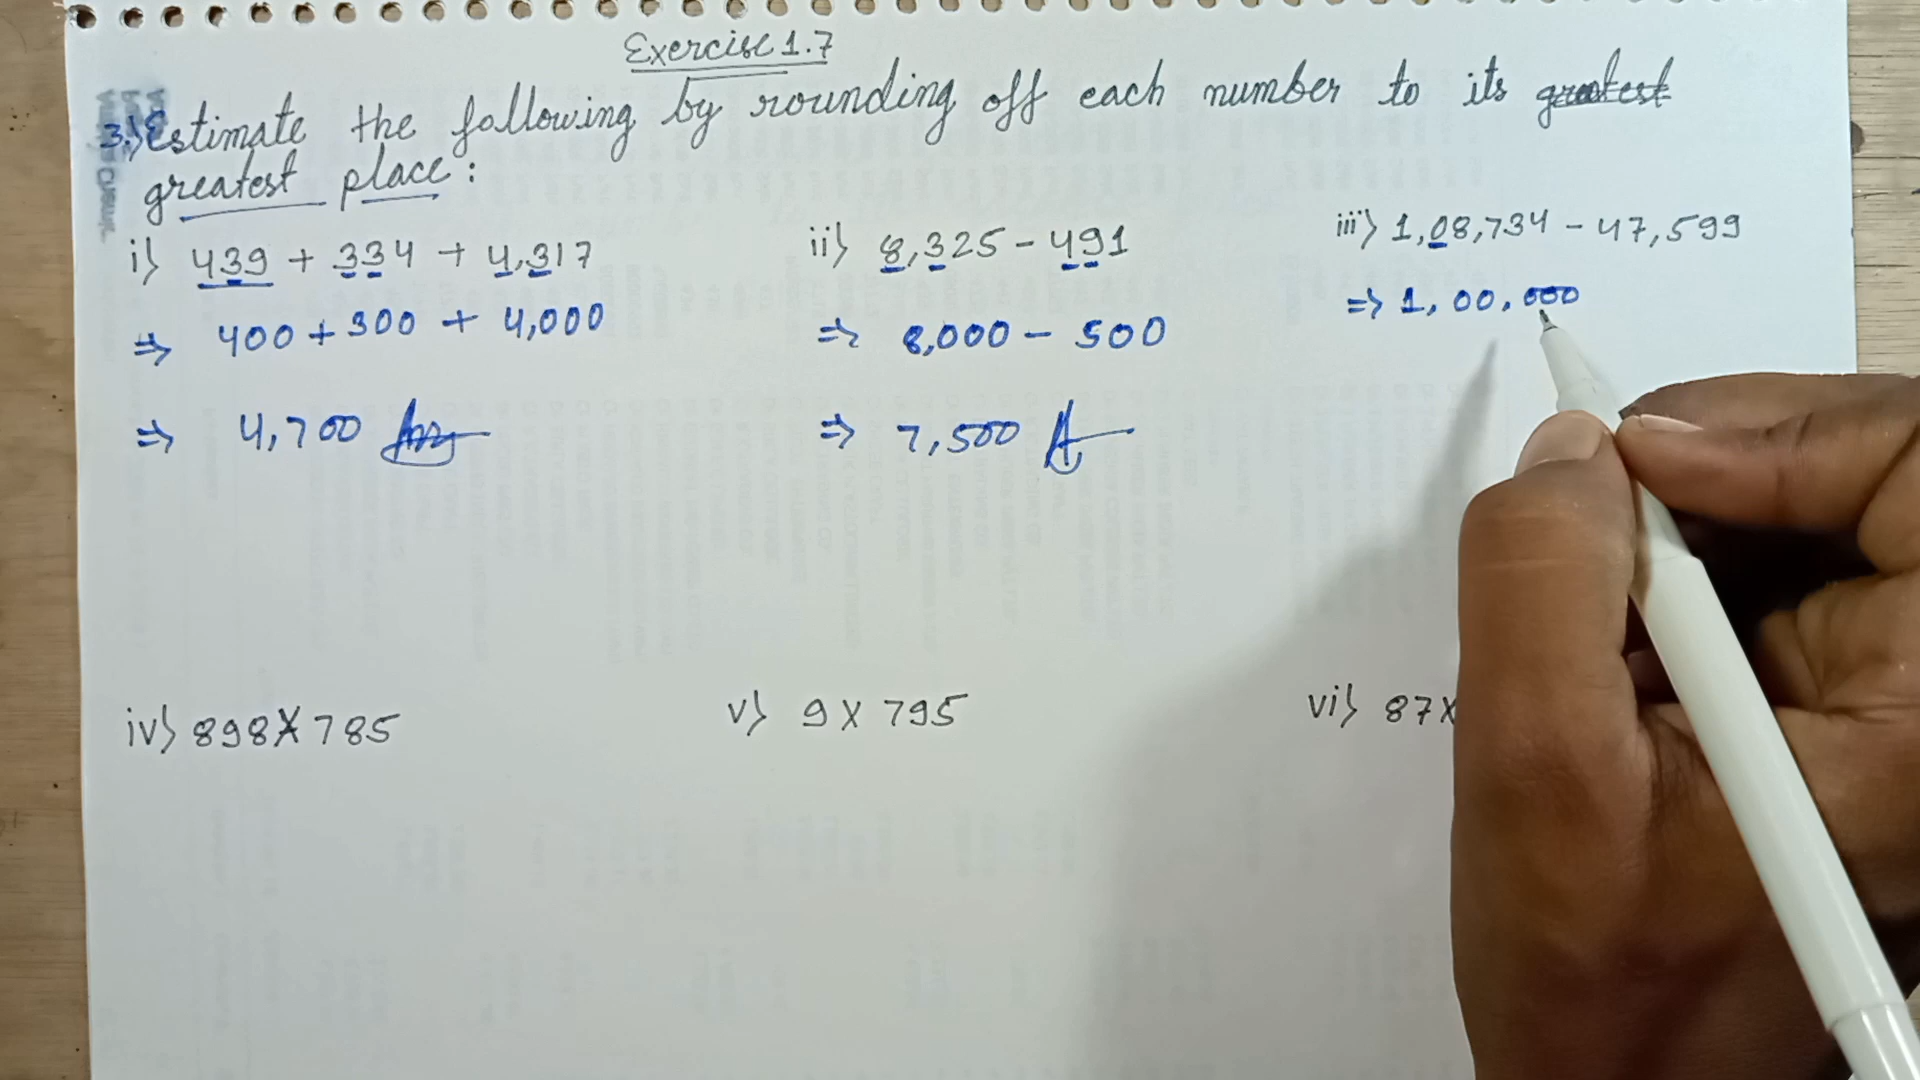 Exercise 1.7
3.) Estimate the following by rounding off each number to its
greatest place :
i) 439 + 334 + 4,317
⇒ 400 + 300 + 4,000
⇒ 4,700 Ans
ii) 8,325 - 491
⇒ 8,000 - 500
⇒ 7,500
iii) 1,08,734 - 47,599
⇒ 1,00,000
iv) 898 X 785
v) 9 X 795
vi) 87 X